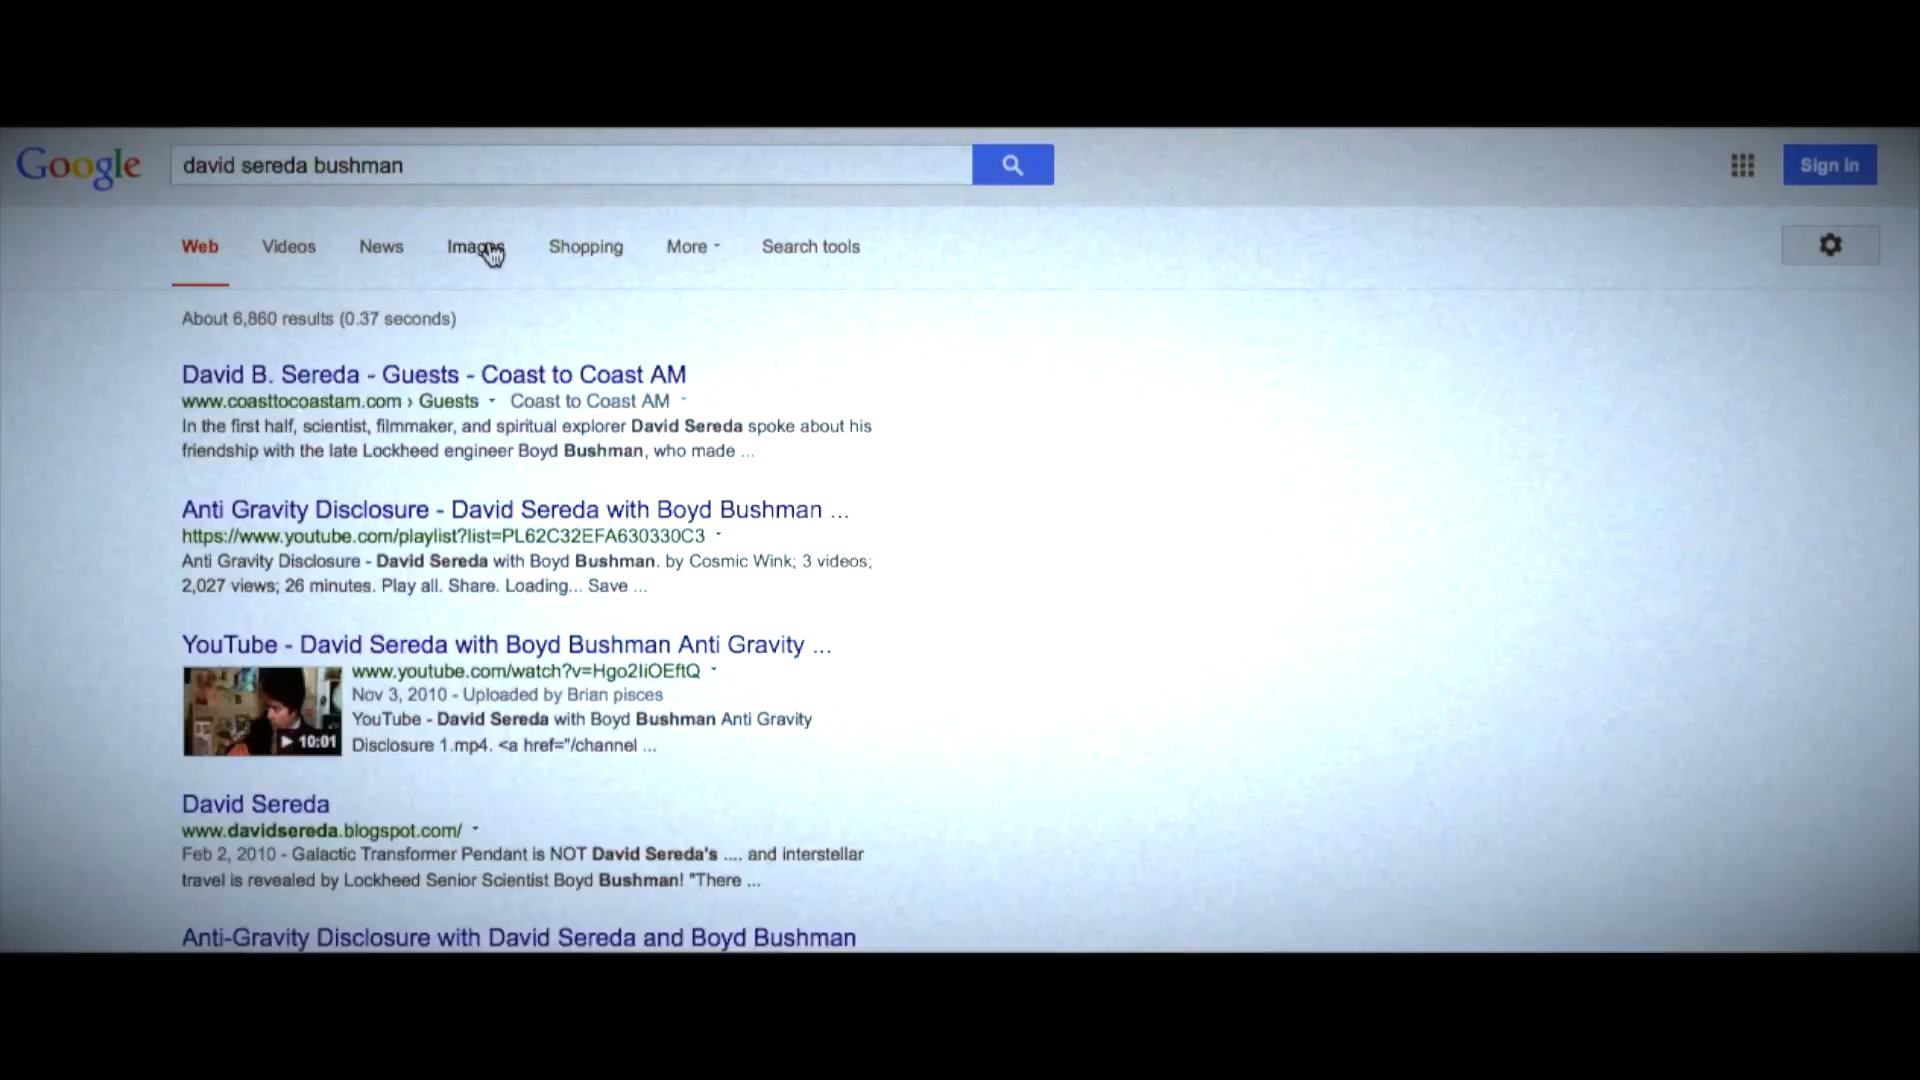 Google
david sereda bushman
Sign in
Web Videos News Images Shopping More Search tools
About 6,860 results (0.37 seconds)
David B. Sereda - Guests - Coast to Coast AM
www.coasttocoastam.com › Guests Coast to Coast AM
In the first half, scientist, filmmaker, and spiritual explorer David Sereda spoke about his
friendship with the late Lockheed engineer Boyd Bushman, who made ...
Anti Gravity Disclosure - David Sereda with Boyd Bushman ...
https://www.youtube.com/playlist?list=PL62C32EFA630330C3
Anti Gravity Disclosure - David Sereda with Boyd Bushman. by Cosmic Wink; 3 videos;
2,027 views; 26 minutes. Play all. Share. Loading... Save ...
YouTube - David Sereda with Boyd Bushman Anti Gravity ...
www.youtube.com/watch?v=Hgo2IiOEftQ
Nov 3, 2010 - Uploaded by Brian pisces
YouTube - David Sereda with Boyd Bushman Anti Gravity
10:01
Disclosure 1.mp4. <a href="/channel ...
David Sereda
www.davidsereda.blogspot.com/
Feb 2, 2010 - Galactic Transformer Pendant is NOT David Sereda's .... and interstellar
travel is revealed by Lockheed Senior Scientist Boyd Bushman! "There ...
Anti-Gravity Disclosure with David Sereda and Boyd Bushman